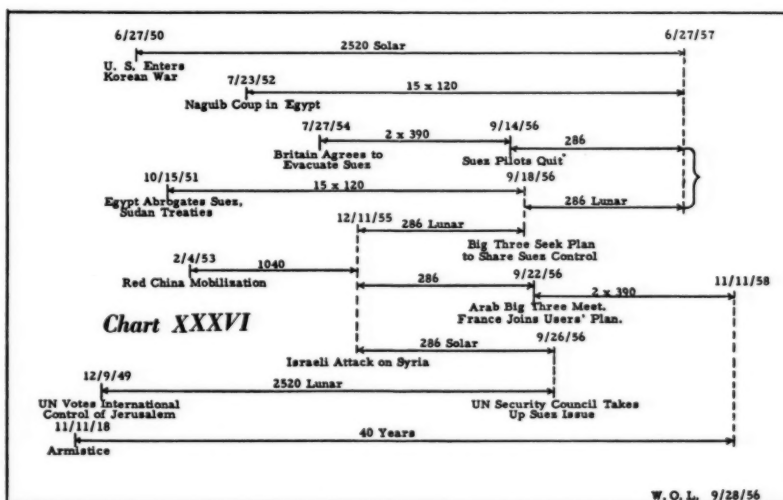 6/27/50 6/27/57
2520 Solar
U. S. Enters
Korean War
7/23/52
15 x 120
Naguib Coup in Egypt
7/27/54 9/14/56
2 x 390 286
Britain Agrees to
Evacuate Suez
Suez Pilots Quit
10/15/51 9/18/56
15 x 120
Egypt Abrogates Suez,
Sudan Treaties
286 Lunar
12/11/55
286 Lunar
Big Three Seek Plan
to Share Suez Control
2/4/53
1040
Red China Mobilization
286
9/22/56 11/11/58
2 x 390
Arab Big Three Meet.
France Joins Users' Plan.
Chart XXXVI
286 Solar
9/26/56
Israeli Attack on Syria
12/9/49
2520 Lunar
UN Votes International
Control of Jerusalem
UN Security Council Takes
Up Suez Issue
11/11/18
40 Years
Armistice
W. O. L. 9/28/56